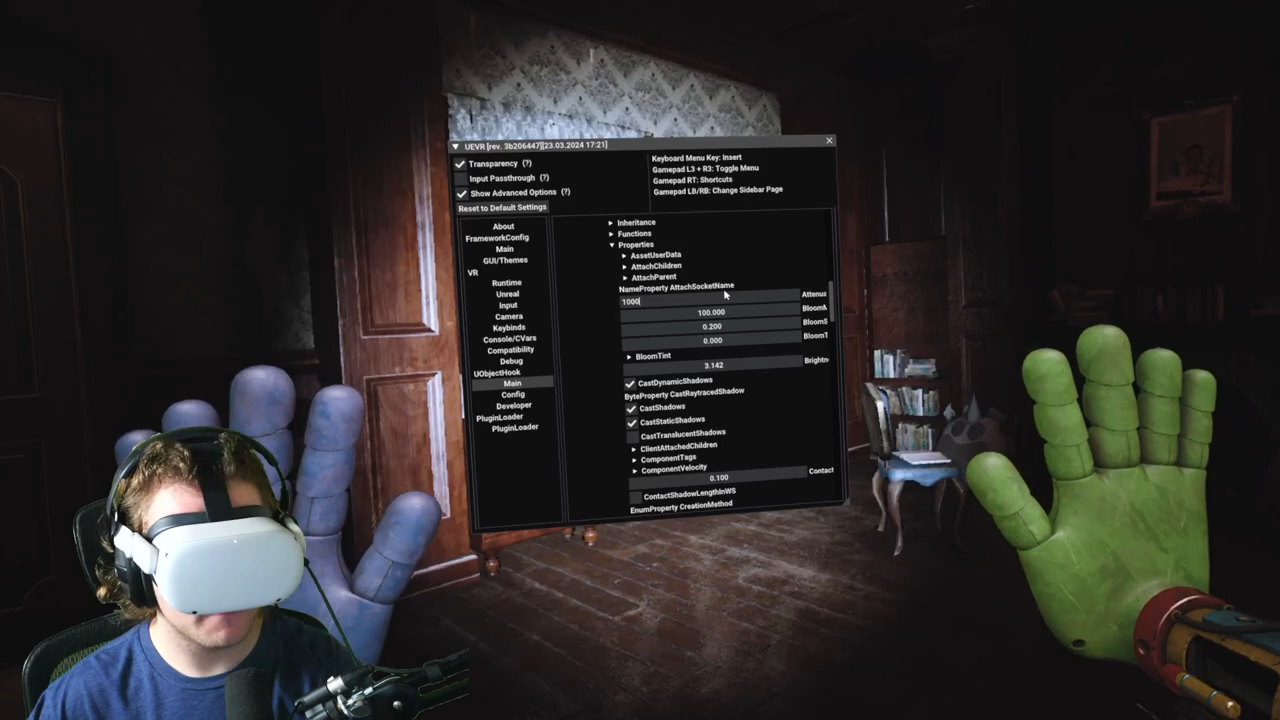 UEVR [rev. 3b206447][23.03.2024 17:21]
Transparency (?)
Input Passthrough (?)
Show Advanced Options (?)
Reset to Default Settings
Keyboard Menu Key: Insert
Gamepad L3 + R3: Toggle Menu
Gamepad RT: Shortcuts
Gamepad LB/RB: Change Sidebar Page
About
FrameworkConfig
Main
GUI/Themes
VR
Runtime
Unreal
Input
Camera
Keybinds
Console/CVars
Compatibility
Debug
UObjectHook
Main
Config
Developer
PluginLoader
PluginLoader
Inheritance
Functions
Properties
AssetUserData
AttachChildren
AttachParent
NameProperty AttachSocketName
1000 Attenua
100.000 BloomM
0.200 BloomS
0.000 BloomT
BloomTint
3.142 Brightn
CastDynamicShadows
ByteProperty CastRaytracedShadow
CastShadows
CastStaticShadows
CastTranslucentShadows
ClientAttachedChildren
ComponentTags
ComponentVelocity
0.100 Contact
ContactShadowLengthInWS
EnumProperty CreationMethod